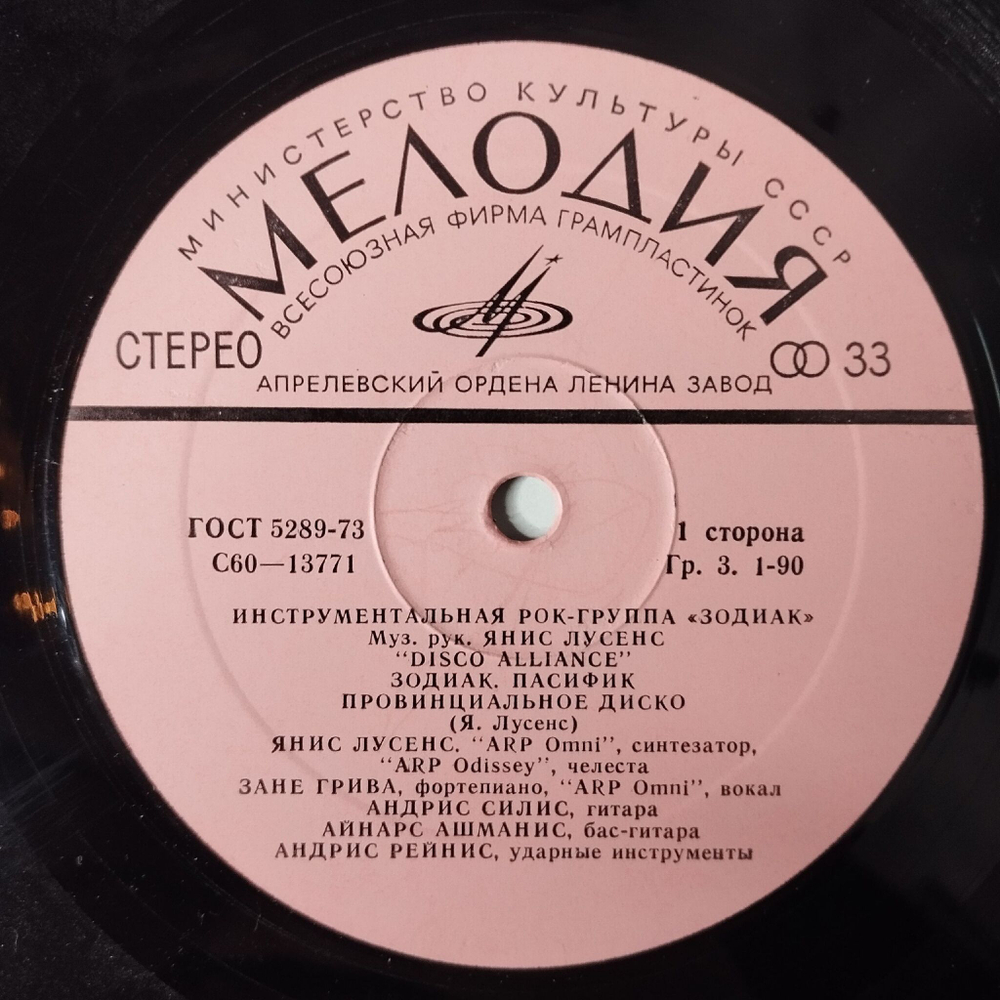 МИНИСТЕРСТВО КУЛЬТУРЫ СССР
МЕЛОДИЯ
ВСЕСОЮЗНАЯ ФИРМА ГРАМПЛАСТИНОК
СТЕРЕО
33
АПРЕЛЕВСКИЙ ОРДЕНА ЛЕНИНА ЗАВОД
ГОСТ 5289-73
1 сторона
С60—13771
Гр. 3. 1-90
ИНСТРУМЕНТАЛЬНАЯ РОК-ГРУППА «ЗОДИАК»
Муз. рук. ЯНИС ЛУСЕНС
“DISCO ALLIANCE”
ЗОДИАК. ПАСИФИК
ПРОВИНЦИАЛЬНОЕ ДИСКО
(Я. Лусенс)
ЯНИС ЛУСЕНС. “ARP Omni”, синтезатор,
“ARP Odissey”, челеста
ЗАНЕ ГРИВА, фортепиано, “ARP Omni”, вокал
АНДРИС СИЛИС, гитара
АЙНАРС АШМАНИС, бас-гитара
АНДРИС РЕЙНИС, ударные инструменты